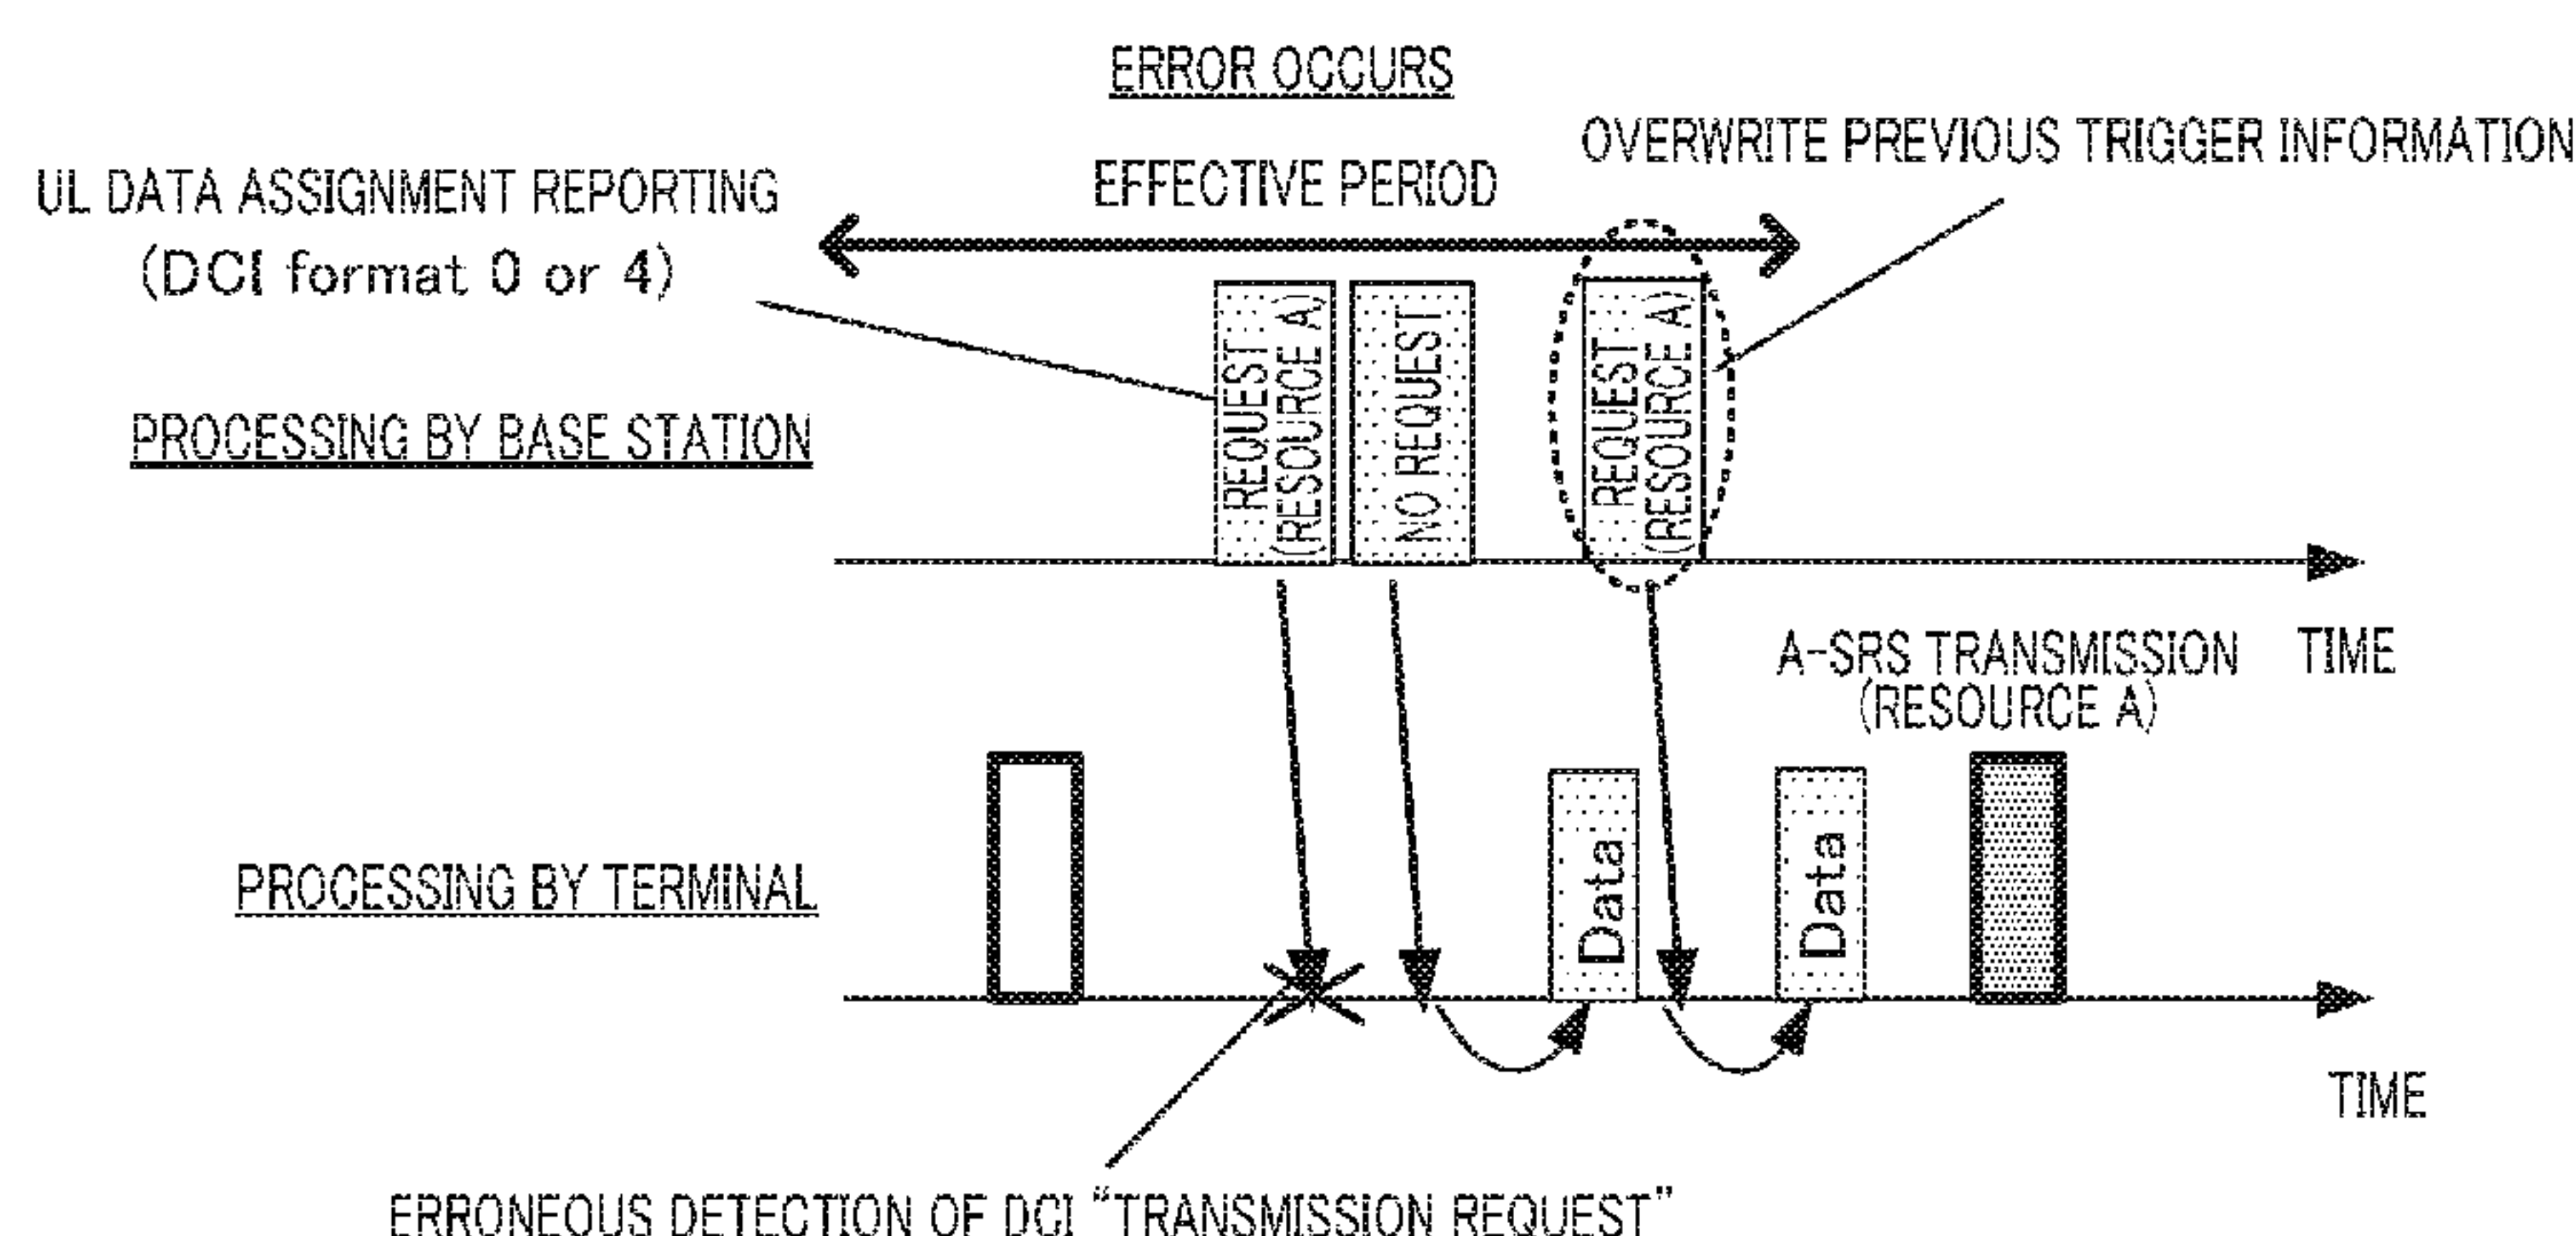 ERROR OCCURS
OVERWRITE PREVIOUS TRIGGER INFORMATION
EFFECTIVE PERIOD
UL DATA ASSIGNMENT REPORTING
(DCI format 0 or 4)
REQUEST
(RESOURCE A)
NO REQUEST
REQUEST
(RESOURCE A)
PROCESSING BY BASE STATION
A-SRS TRANSMISSION
(RESOURCE A)
TIME
Data
Data
PROCESSING BY TERMINAL
TIME
ERRONEOUS DETECTION OF DCI “TRANSMISSION REQUEST”